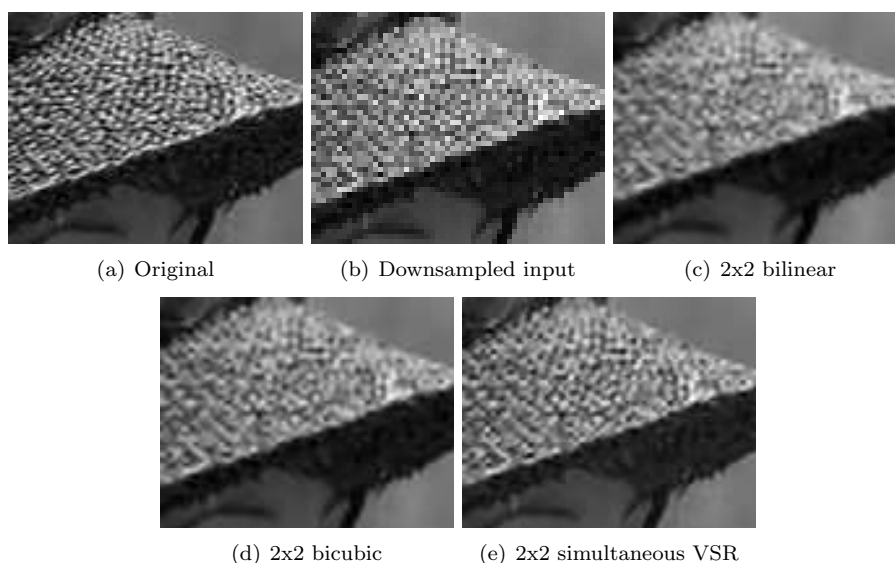 (a) Original
(b) Downsampled input
(c) 2x2 bilinear
(d) 2x2 bicubic
(e) 2x2 simultaneous VSR